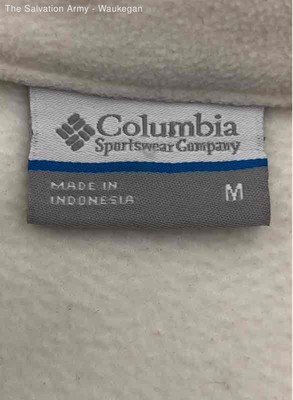 The Salvation Army - Waukegan
Columbia
Sportswear Company
MADE IN
INDONESIA
M